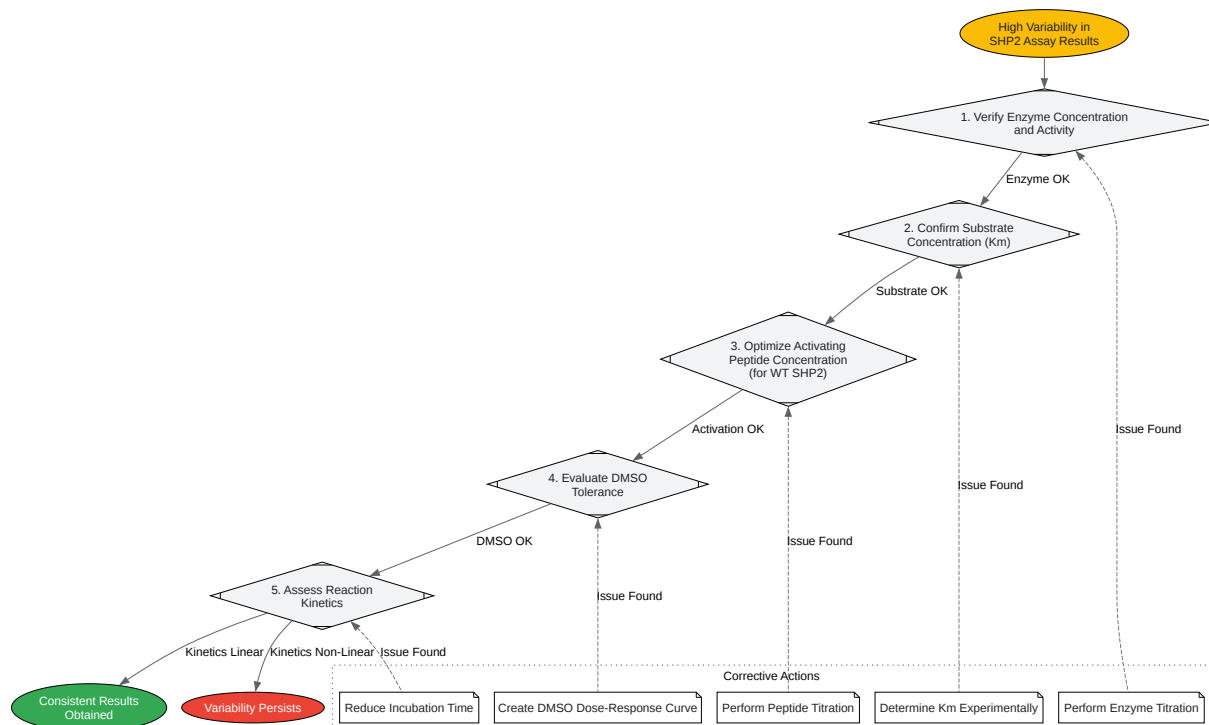 High Variability in
SHP2 Assay Results
1. Verify Enzyme Concentration
and Activity
Enzyme OK
2. Confirm Substrate
Concentration (Km)
Substrate OK
3. Optimize Activating
Peptide Concentration
(for WT SHP2)
Activation OK
Issue Found
4. Evaluate DMSO
Tolerance
Issue Found
DMSO OK
Issue Found
5. Assess Reaction
Kinetics
Issue Found
Kinetics Linear
Kinetics Non-Linear
Issue Found
Corrective Actions
Consistent Results
Obtained
Variability Persists
Reduce Incubation Time
Create DMSO Dose-Response Curve
Perform Peptide Titration
Determine Km Experimentally
Perform Enzyme Titration